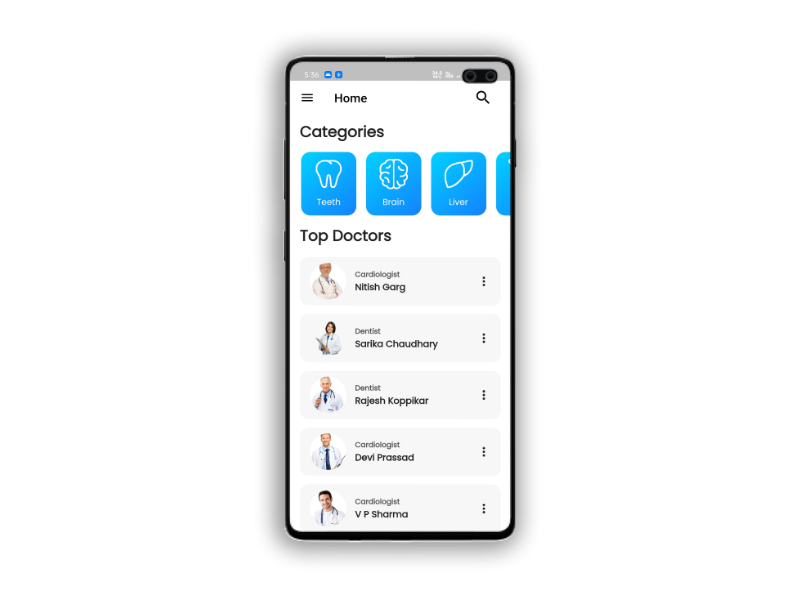 5:36
Home
Categories
Teeth
Brain
Liver
Top Doctors
Cardiologist
Nitish Garg
Dentist
Sarika Chaudhary
Dentist
Rajesh Koppikar
Cardiologist
Devi Prassad
Cardiologist
V P Sharma